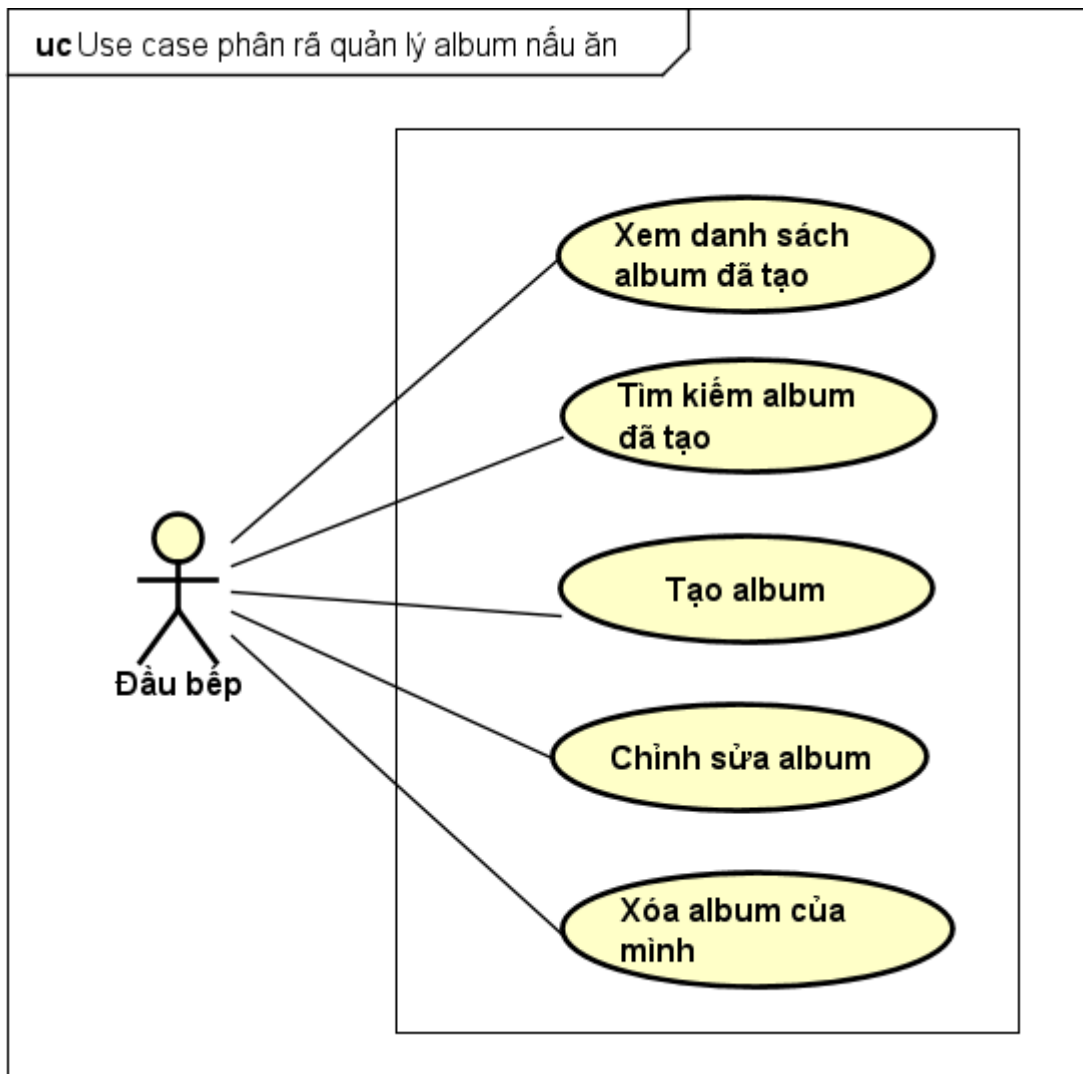 uc Use case phân rã quản lý album nấu ăn
Xem danh sách
album đã tạo
Tìm kiếm album
đã tạo
Tạo album
Đầu bếp
Chỉnh sửa album
Xóa album của
mình